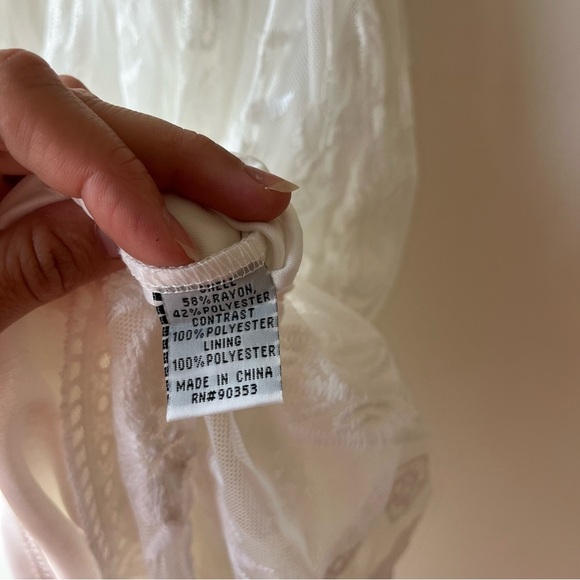 SHELL
58%RAYON,
42%POLYESTER
CONTRAST
100%POLYESTER
LINING
100%POLYESTER
MADE IN CHINA
RN#90353